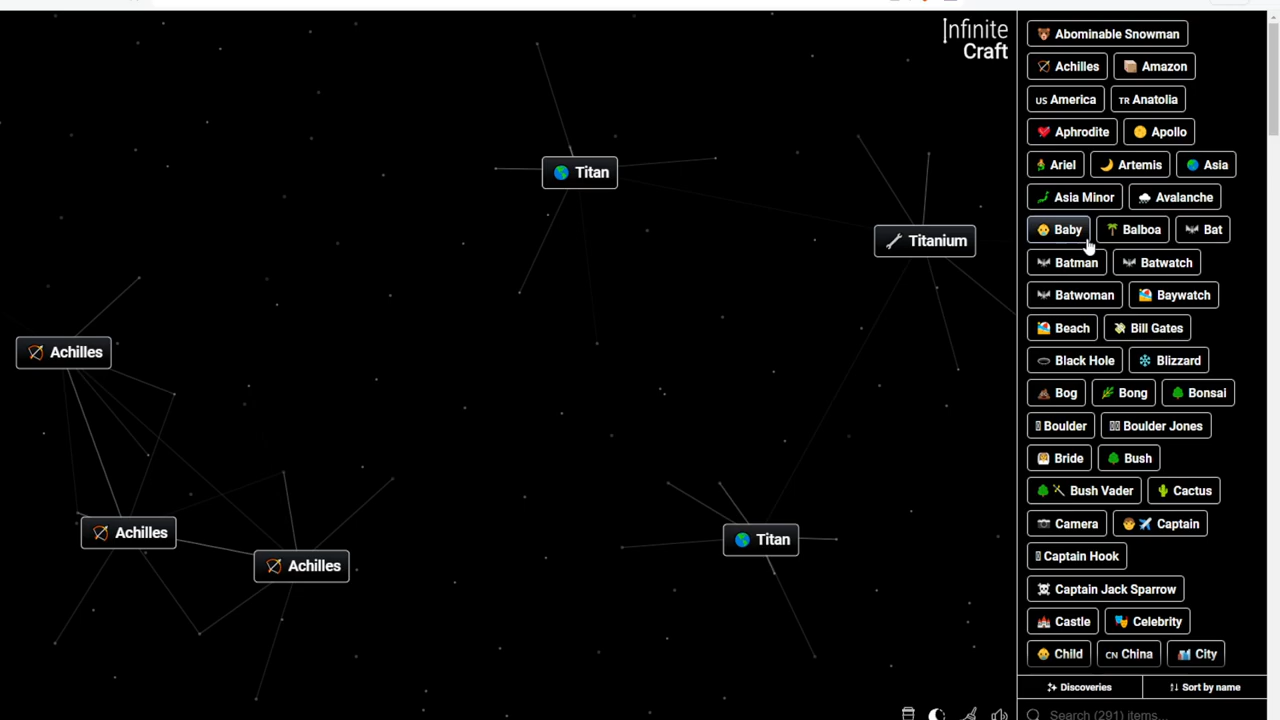 Infinite
Craft
Titan
Titanium
Achilles
Achilles
Achilles
Titan
Abominable Snowman
Achilles Amazon
US America TR Anatolia
Aphrodite Apollo
Ariel Artemis Asia
Asia Minor Avalanche
Baby Balboa Bat
Batman Batwatch
Batwoman Baywatch
Beach Bill Gates
Black Hole Blizzard
Bog Bong Bonsai
Boulder Boulder Jones
Bride Bush
Bush Vader Cactus
Camera Captain
Captain Hook
Captain Jack Sparrow
Castle Celebrity
Child CN China City
Discoveries Sort by name
Search (291) items...